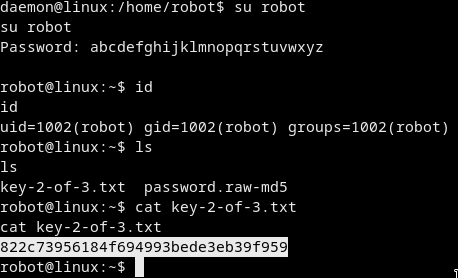 daemon@linux:/home/robot$ su robot
su robot
Password: abcdefghijklmnopqrstuvwxyz
robot@linux:~$ id
id
uid=1002(robot) gid=1002(robot) groups=1002(robot)
robot@linux:~$ ls
ls
key-2-of-3.txt  password.raw-md5
robot@linux:~$ cat key-2-of-3.txt
cat key-2-of-3.txt
822c73956184f694993bede3eb39f959
robot@linux:~$